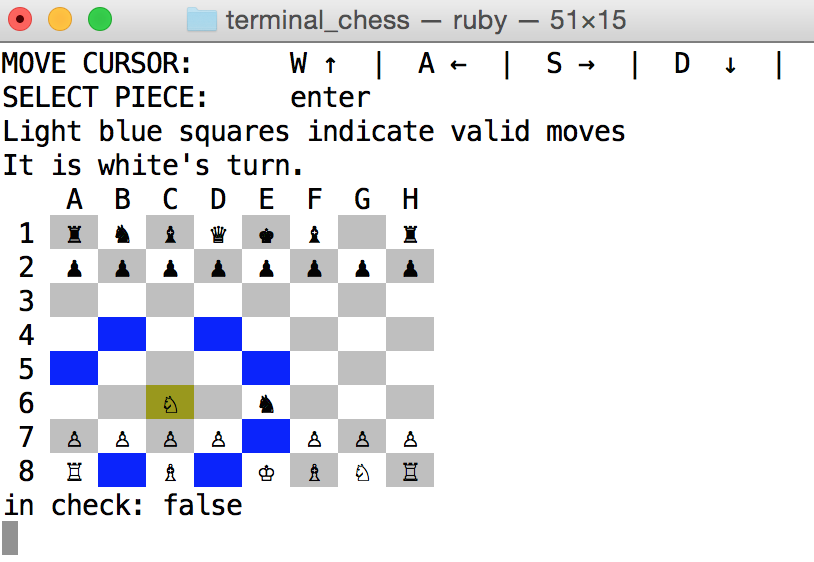 terminal_chess — ruby — 51×15
MOVE CURSOR: W ↑ | A ← | S → | D ↓ |
SELECT PIECE: enter
Light blue squares indicate valid moves
It is white's turn.
A B C D E F G H
1 ♜ ♞ ♝ ♛ ♚ ♝ ♜
2 ♟ ♟ ♟ ♟ ♟ ♟ ♟ ♟
3
4
5
6 ♘ ♞
7 ♙ ♙ ♙ ♙ ♙ ♙ ♙
8 ♖ ♗ ♔ ♗ ♘ ♖
in check: false